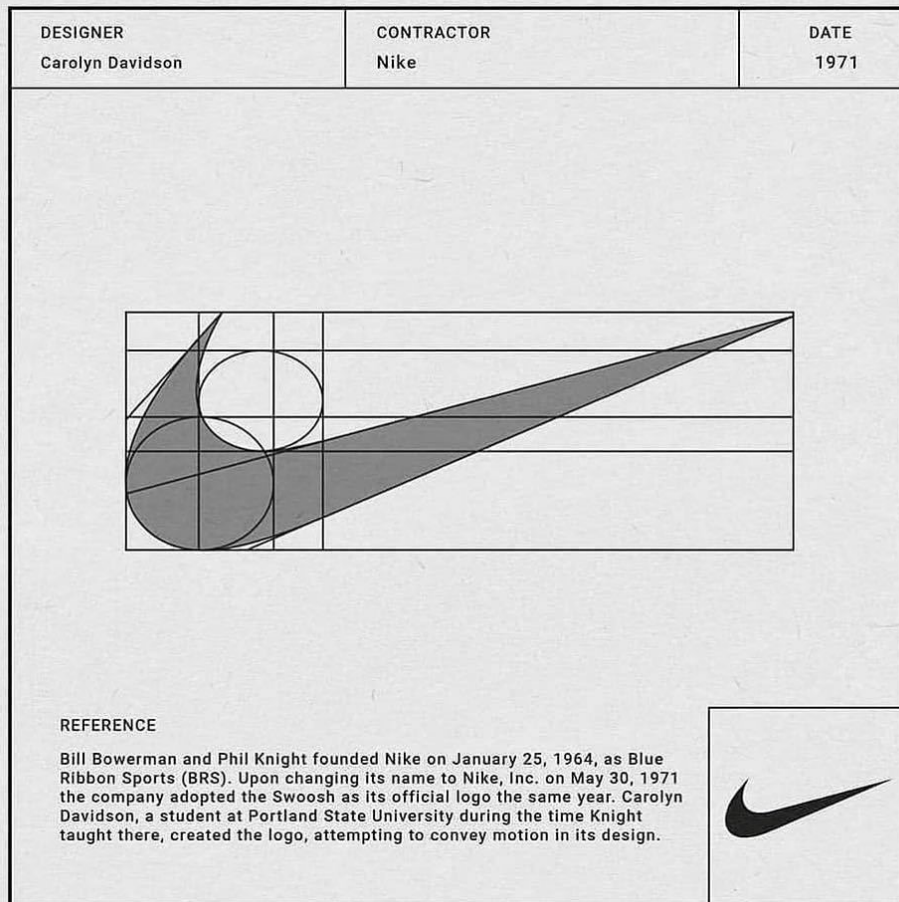 DESIGNER
Carolyn Davidson
CONTRACTOR
Nike
DATE
1971
REFERENCE
Bill Bowerman and Phil Knight founded Nike on January 25, 1964, as Blue
Ribbon Sports (BRS). Upon changing its name to Nike, Inc. on May 30, 1971
the company adopted the Swoosh as its official logo the same year. Carolyn
Davidson, a student at Portland State University during the time Knight
taught there, created the logo, attempting to convey motion in its design.